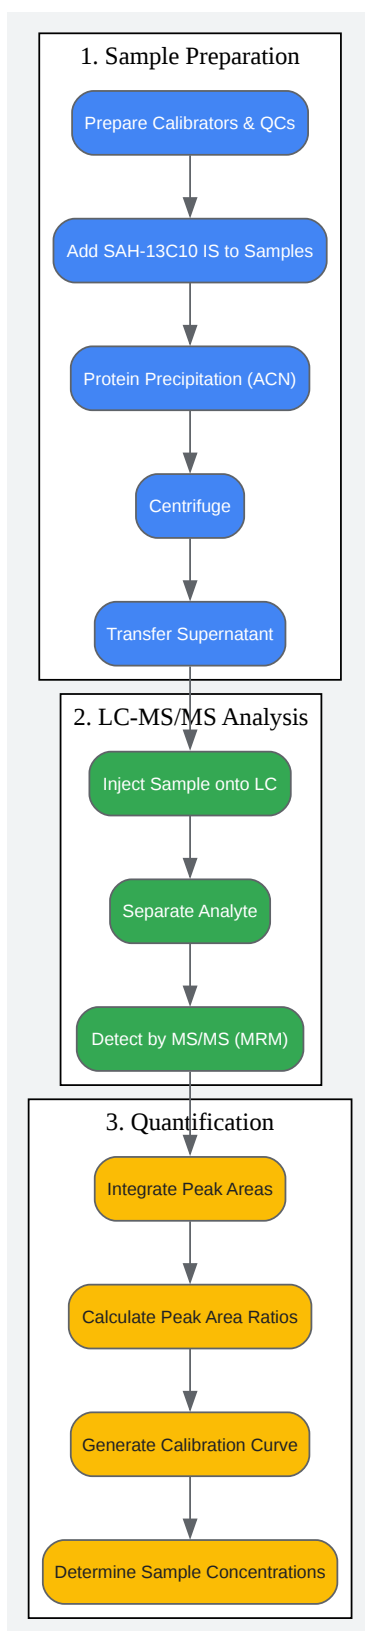 1. Sample Preparation
Prepare Calibrators & QCs
Add SAH-13C10 IS to Samples
Protein Precipitation (ACN)
Centrifuge
Transfer Supernatant
2. LC-MS/MS Analysis
Inject Sample onto LC
Separate Analyte
Detect by MS/MS (MRM)
3. Quantification
Integrate Peak Areas
Calculate Peak Area Ratios
Generate Calibration Curve
Determine Sample Concentrations